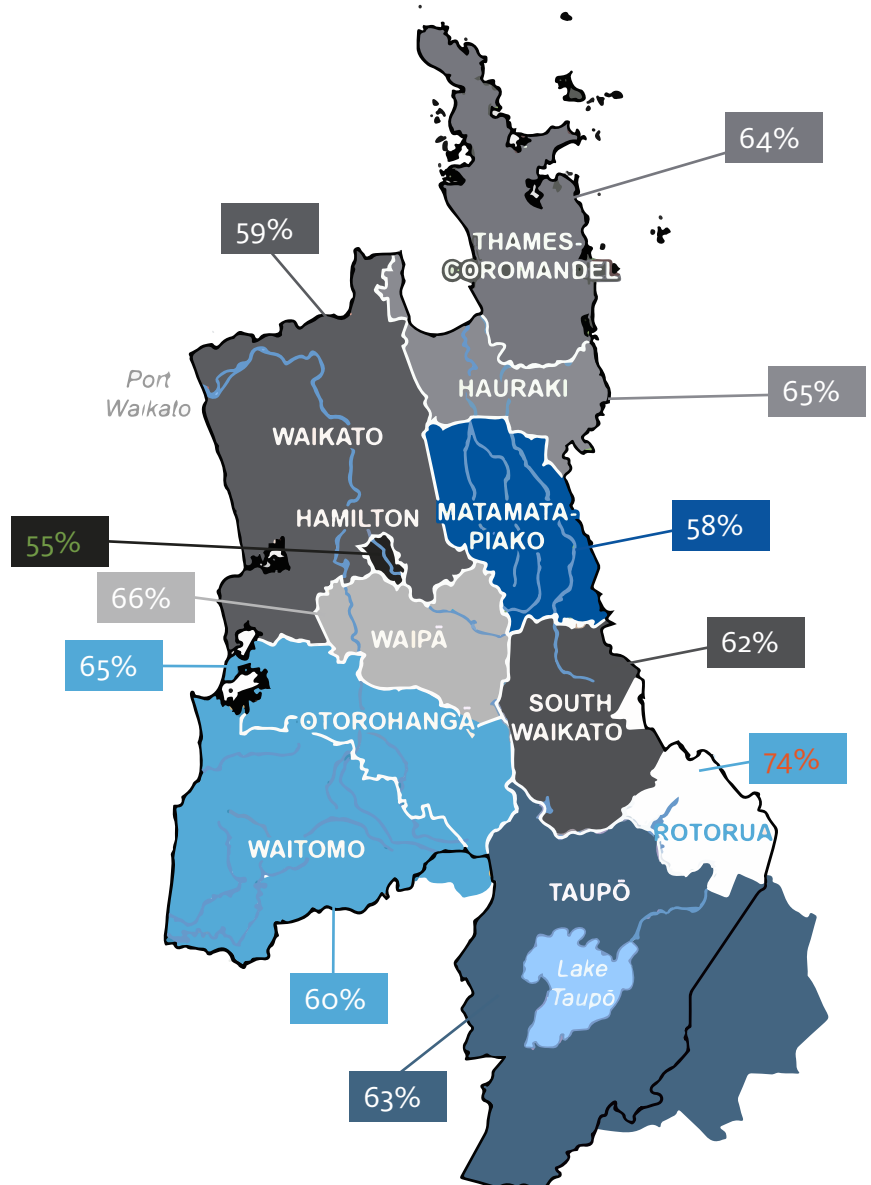 64%
59%
THAMES-
COROMANDEL
Port
Waikato
HAURAKI
65%
WAIKATO
HAMILTON
MATAMATA-
PIAKO
58%
55%
66%
WAIPĀ
62%
65%
SOUTH
WAIKATO
OTOROHANGĀ
74%
ROTORUA
WAITOMO
TAUPŌ
Lake
Taupō
60%
63%